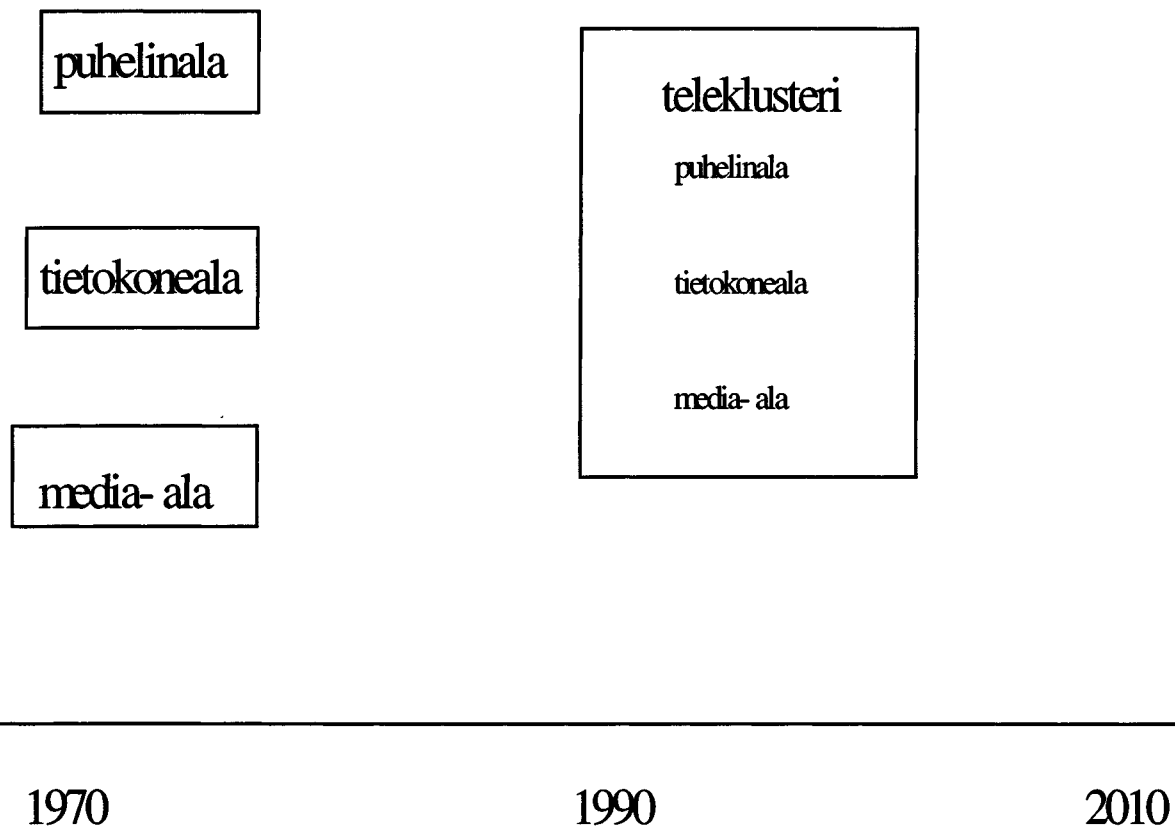 puhelinala
tietokoneala
media- ala
teleklusteri
puhelinala
tietokoneala
media- ala
1970 1990 2010